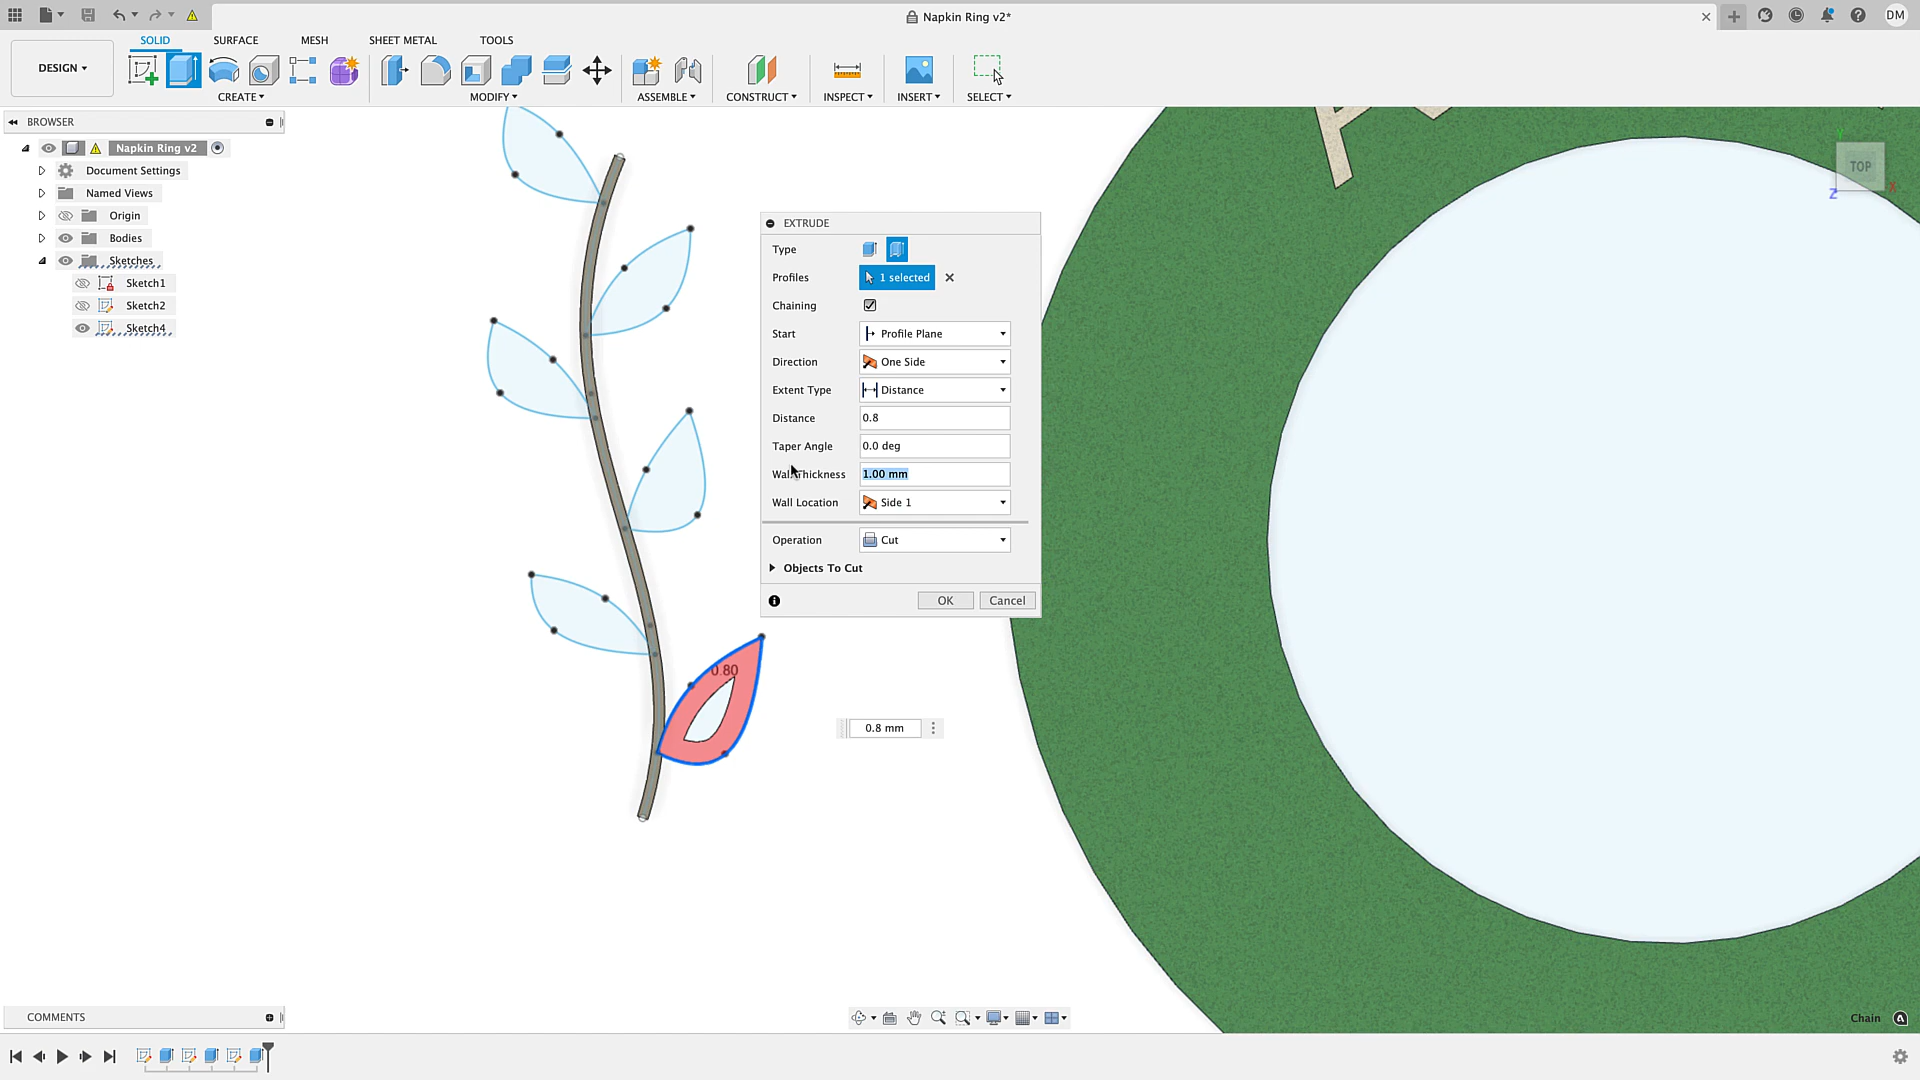 Napkin Ring v2*
DM
DESIGN
SOLID
SURFACE
MESH
SHEET METAL
TOOLS
CREATE
MODIFY
ASSEMBLE
CONSTRUCT
INSPECT
INSERT
SELECT
BROWSER
Napkin Ring v2
Document Settings
Named Views
Origin
Bodies
Sketches
Sketch1
Sketch2
Sketch4
EXTRUDE
Type
Profiles 1 selected
Chaining
Start Profile Plane
Direction One Side
Extent Type Distance
Distance 0.8
Taper Angle 0.0 deg
Wall Thickness 1.00 mm
Wall Location Side 1
Operation Cut
Objects To Cut
OK Cancel
0.80
0.8 mm
Y
TOP
X
Z
COMMENTS
Chain